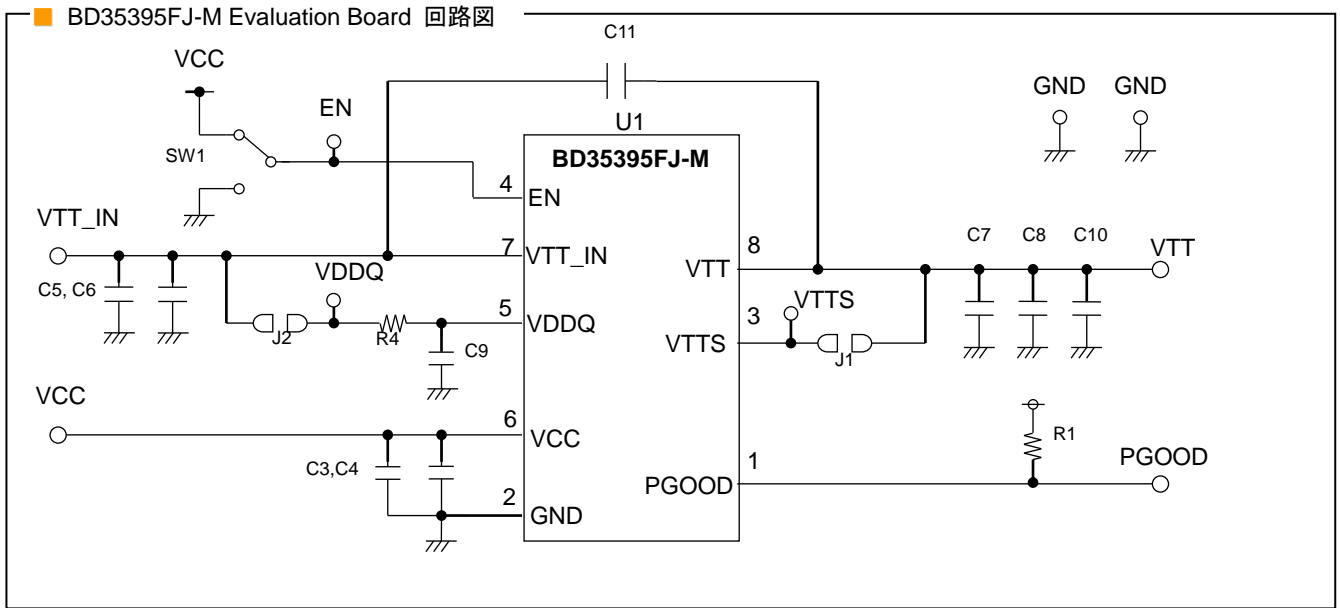 BD35395FJ-M Evaluation Board 回路図
C11
VCC
GND GND
EN
U1
SW1
BD35395FJ-M
4
EN
VTT_IN
7
VTT_IN
8
VTT
C7 C8 C10
VTT
C5, C6
VDDQ
5
VDDQ
J2
R4
C9
VTTS
3
VTTS
J1
VCC
6
VCC
C3,C4
R1
1
PGOOD
PGOOD
2
GND